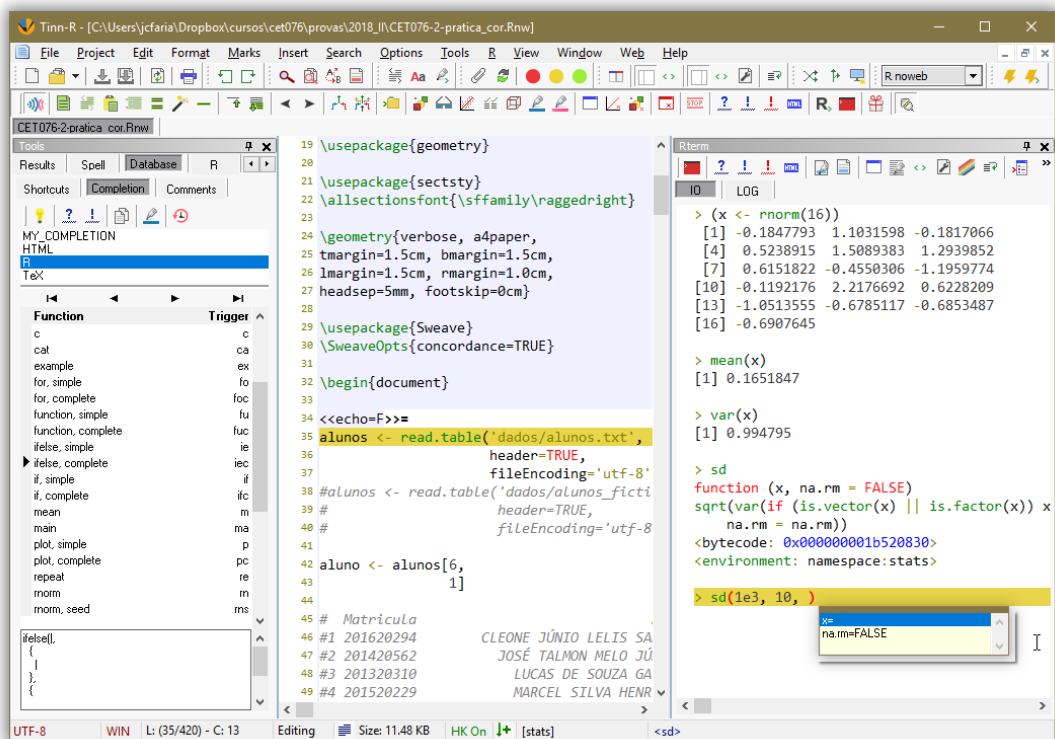 Tinn-R - [C:\Users\jcfaria\Dropbox\cursos\cet076\provas\2018_II\CET076-2-pratica_cor.Rnw]
File Project Edit Format Marks Insert Search Options Tools R View Window Web Help
R noweb
CET076-2-pratica_cor.Rnw
Tools
Results Spell Database R
Shortcuts Completion Comments
MY_COMPLETION
HTML
R
TeX
Function Trigger
c c
cat ca
example ex
for, simple fo
for, complete foc
function, simple fu
function, complete fuc
ifelse, simple ie
ifelse, complete iec
if, simple if
if, complete ifc
mean m
main ma
plot, simple p
plot, complete pc
repeat re
rnorm rn
rnorm, seed rns
ifelse(|,
{
|
},
{
19 \usepackage{geometry}
20
21 \usepackage{sectsty}
22 \allsectionsfont{\sffamily\raggedright}
23
24 \geometry{verbose, a4paper,
25 tmargin=1.5cm, bmargin=1.5cm,
26 lmargin=1.5cm, rmargin=1.0cm,
27 headsep=5mm, footskip=0cm}
28
29 \usepackage{Sweave}
30 \SweaveOpts{concordance=TRUE}
31
32 \begin{document}
33
34 <<echo=F>>=
35 alunos <- read.table('dados/alunos.txt',
36 header=TRUE,
37 fileEncoding='utf-8'
38 #alunos <- read.table('dados/alunos_ficti
39 # header=TRUE,
40 # fileEncoding='utf-8
41
42 aluno <- alunos[6,
43 1]
44
45 # Matricula
46 #1 201620294 CLEONE JÚNIO LELIS SA
47 #2 201420562 JOSÉ TALMON MELO JÚ
48 #3 201320310 LUCAS DE SOUZA GA
49 #4 201520229 MARCEL SILVA HENR
Rterm
IO LOG
> (x <- rnorm(16))
[1] -0.1847793 1.1031598 -0.1817066
[4] 0.5238915 1.5089383 1.2939852
[7] 0.6151822 -0.4550306 -1.1959774
[10] -0.1192176 2.2176692 0.6228209
[13] -1.0513555 -0.6785117 -0.6853487
[16] -0.6907645
> mean(x)
[1] 0.1651847
> var(x)
[1] 0.994795
> sd
function (x, na.rm = FALSE)
sqrt(var(if (is.vector(x) || is.factor(x)) x
na.rm = na.rm))
<bytecode: 0x000000001b520830>
<environment: namespace:stats>
> sd(1e3, 10, )
x=
na.rm=FALSE
UTF-8 WIN L: (35/420) - C: 13 Editing Size: 11.48 KB HK On [stats] <sd>